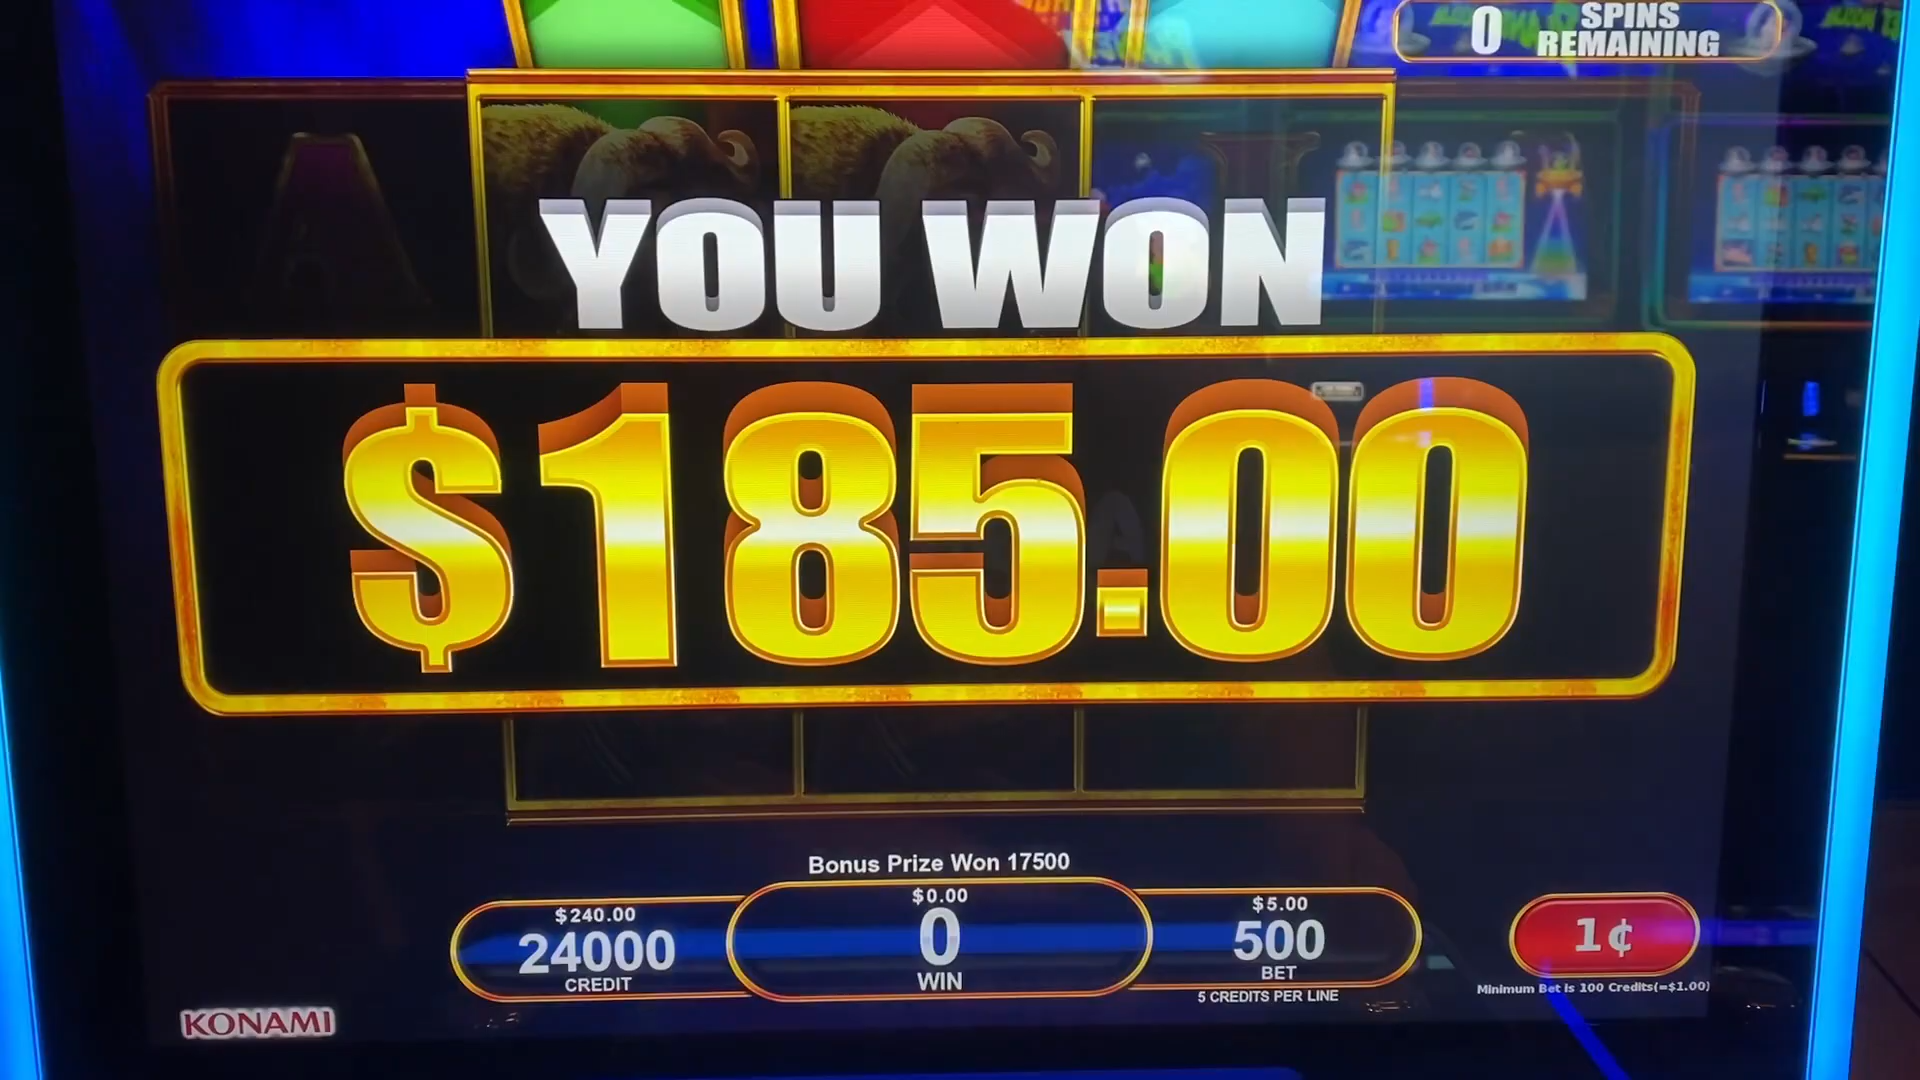 0 SPINS
REMAINING
YOU WON
$185.00
Bonus Prize Won 17500
$240.00
24000
CREDIT
$0.00
0
WIN
$5.00
500
BET
5 CREDITS PER LINE
1¢
Minimum Bet is 100 Credits(=$1.00)
KONAMI